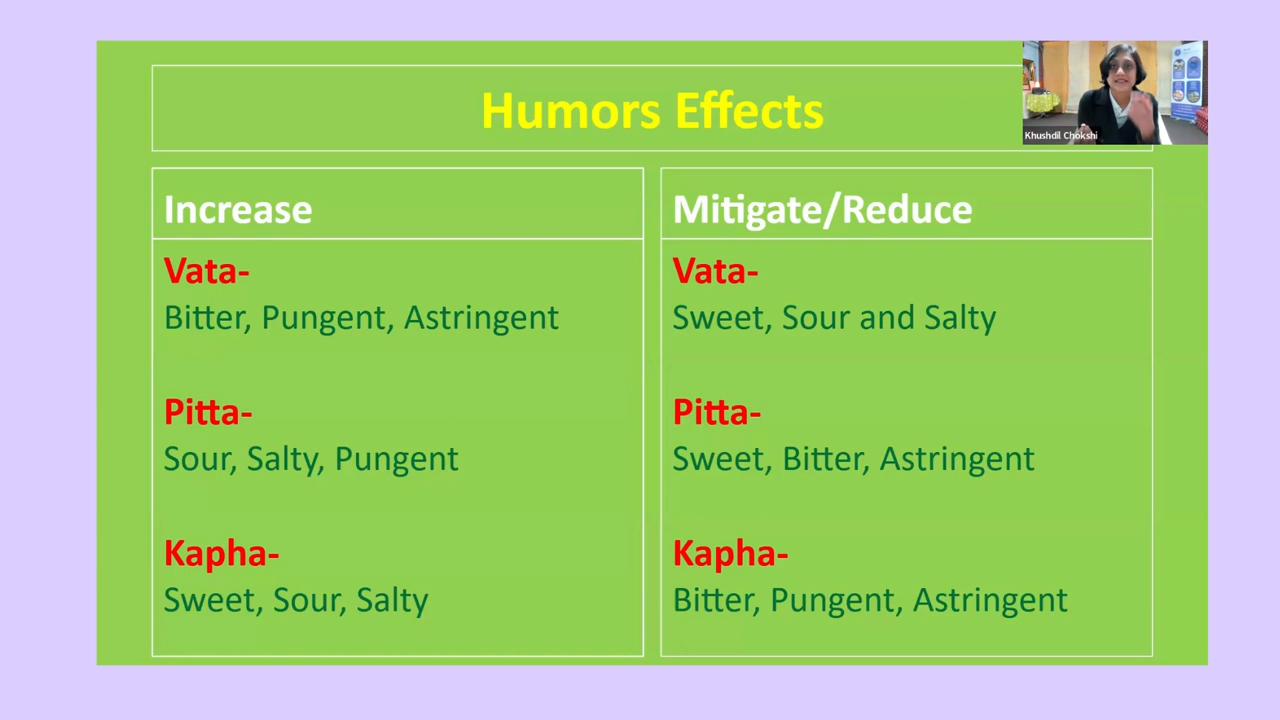 Humors Effects
Khushdil Chokshi
Increase
Vata-
Bitter, Pungent, Astringent
Pitta-
Sour, Salty, Pungent
Kapha-
Sweet, Sour, Salty
Mitigate/Reduce
Vata-
Sweet, Sour and Salty
Pitta-
Sweet, Bitter, Astringent
Kapha-
Bitter, Pungent, Astringent